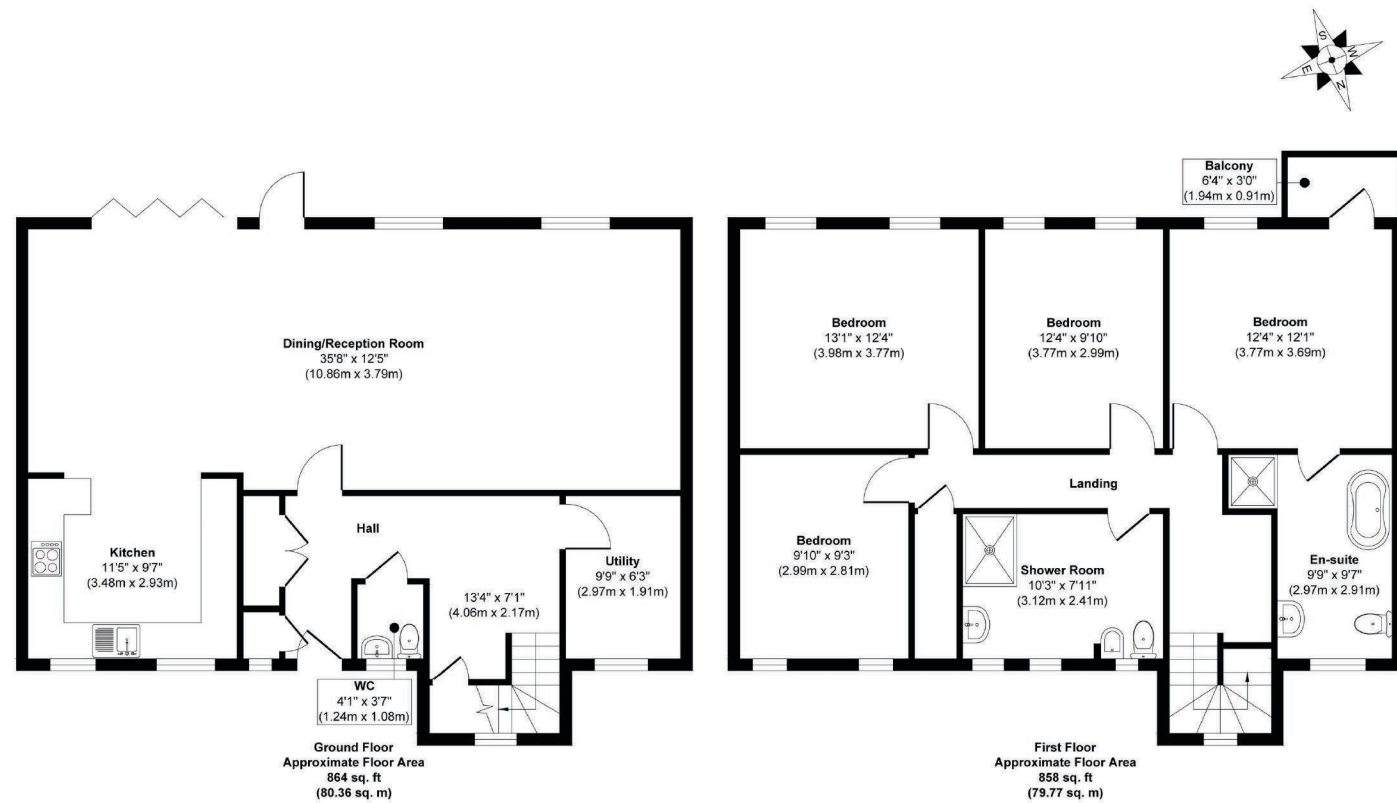 S
W
E
N
Balcony
6'4" x 3'0"
(1.94m x 0.91m)
Dining/Reception Room
35'8" x 12'5"
(10.86m x 3.79m)
Kitchen
11'5" x 9'7"
(3.48m x 2.93m)
Hall
13'4" x 7'1"
(4.06m x 2.17m)
Utility
9'9" x 6'3"
(2.97m x 1.91m)
WC
4'1" x 3'7"
(1.24m x 1.08m)
Ground Floor
Approximate Floor Area
864 sq. ft
(80.36 sq. m)
Bedroom
13'1" x 12'4"
(3.98m x 3.77m)
Bedroom
12'4" x 9'10"
(3.77m x 2.99m)
Bedroom
12'4" x 12'1"
(3.77m x 3.69m)
Landing
Bedroom
9'10" x 9'3"
(2.99m x 2.81m)
Shower Room
10'3" x 7'11"
(3.12m x 2.41m)
En-suite
9'9" x 9'7"
(2.97m x 2.91m)
First Floor
Approximate Floor Area
858 sq. ft
(79.77 sq. m)